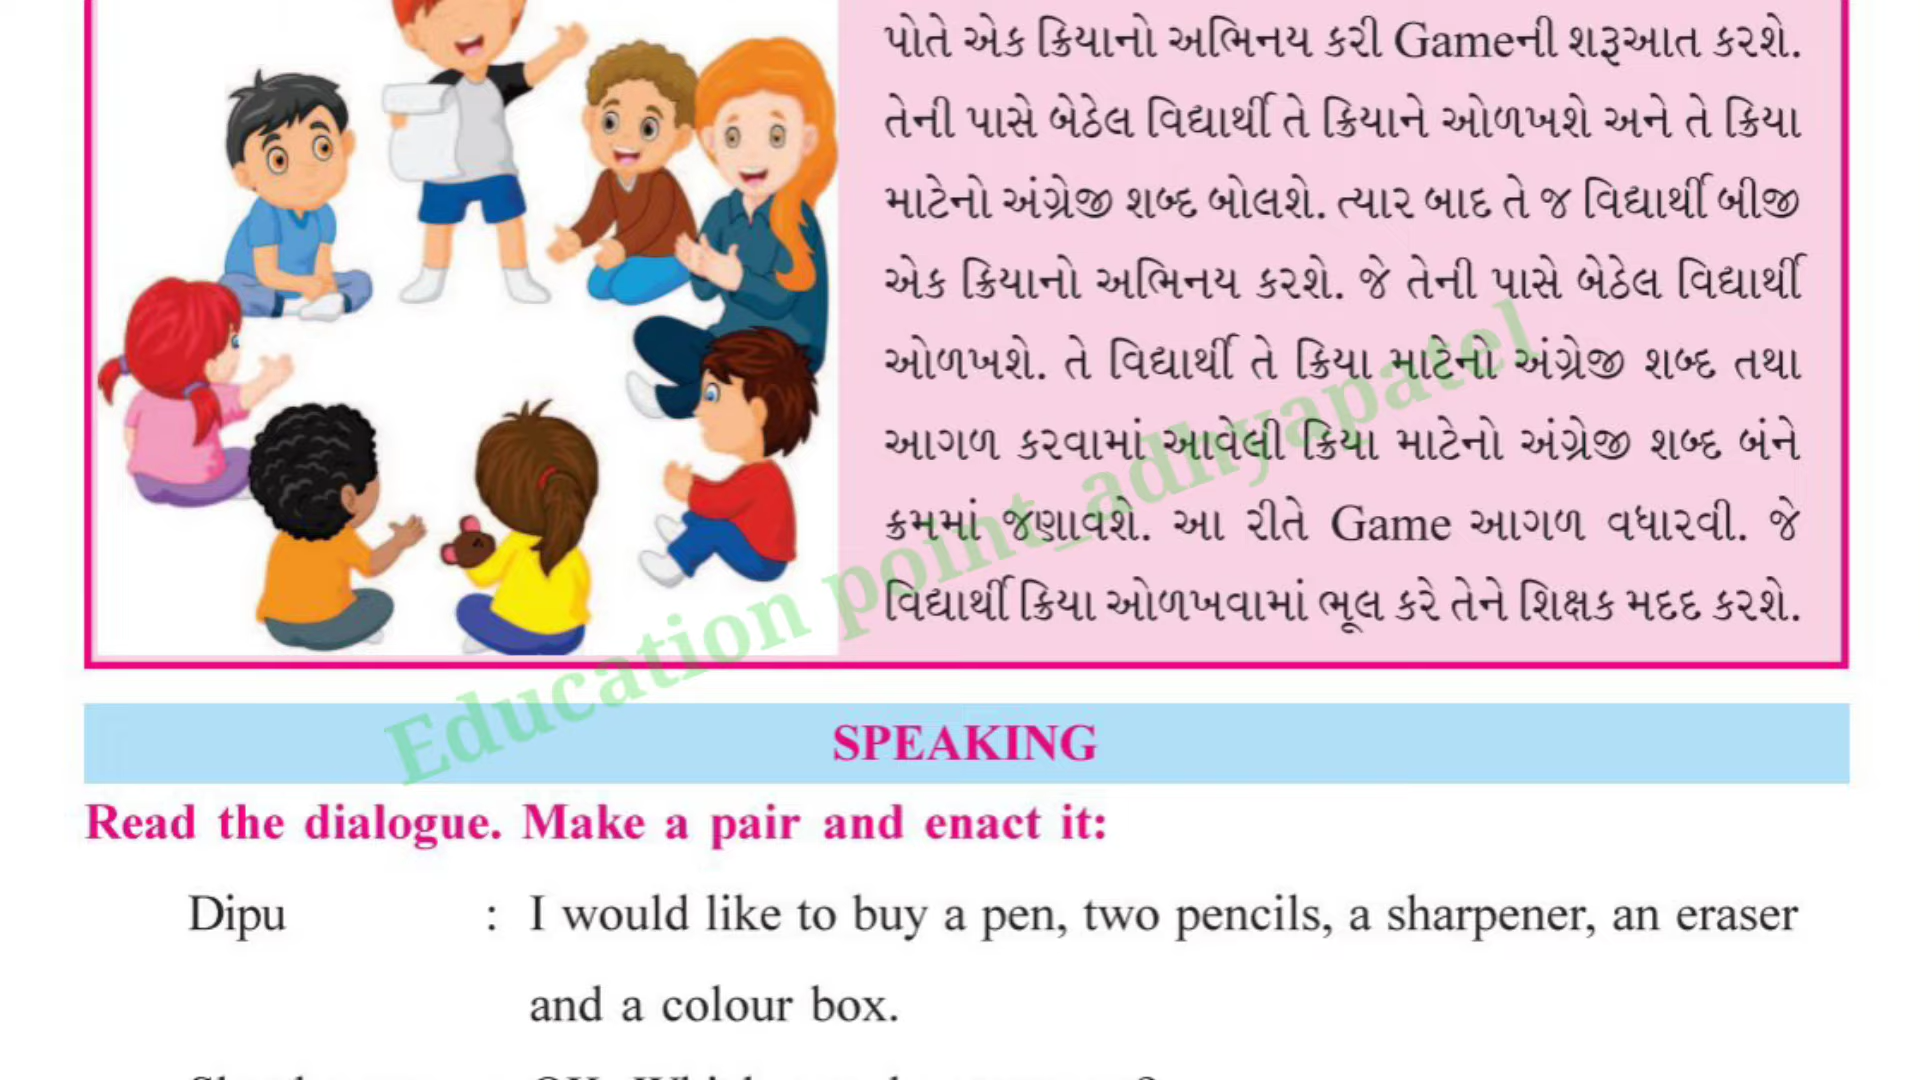 પોતે એક ક્રિયાનો અભિનય કરી Gameની શરૂઆત કરશે.
તેની પાસે બેઠેલ વિદ્યાર્થી તે ક્રિયાને ઓળખશે અને તે ક્રિયા
માટેનો અંગ્રેજી શબ્દ બોલશે. ત્યાર બાદ તે જ વિદ્યાર્થી બીજી
એક ક્રિયાનો અભિનય કરશે. જે તેની પાસે બેઠેલ વિદ્યાર્થી
ઓળખશે. તે વિદ્યાર્થી તે ક્રિયા માટેનો અંગ્રેજી શબ્દ તથા
આગળ કરવામાં આવેલી ક્રિયા માટેનો અંગ્રેજી શબ્દ બંને
ક્રમમાં જણાવશે. આ રીતે Game આગળ વધારવી. જે
વિદ્યાર્થી ક્રિયા ઓળખવામાં ભૂલ કરે તેને શિક્ષક મદદ કરશે.
Education point_adhyapatel
SPEAKING
Read the dialogue. Make a pair and enact it:
Dipu : I would like to buy a pen, two pencils, a sharpener, an eraser
and a colour box.